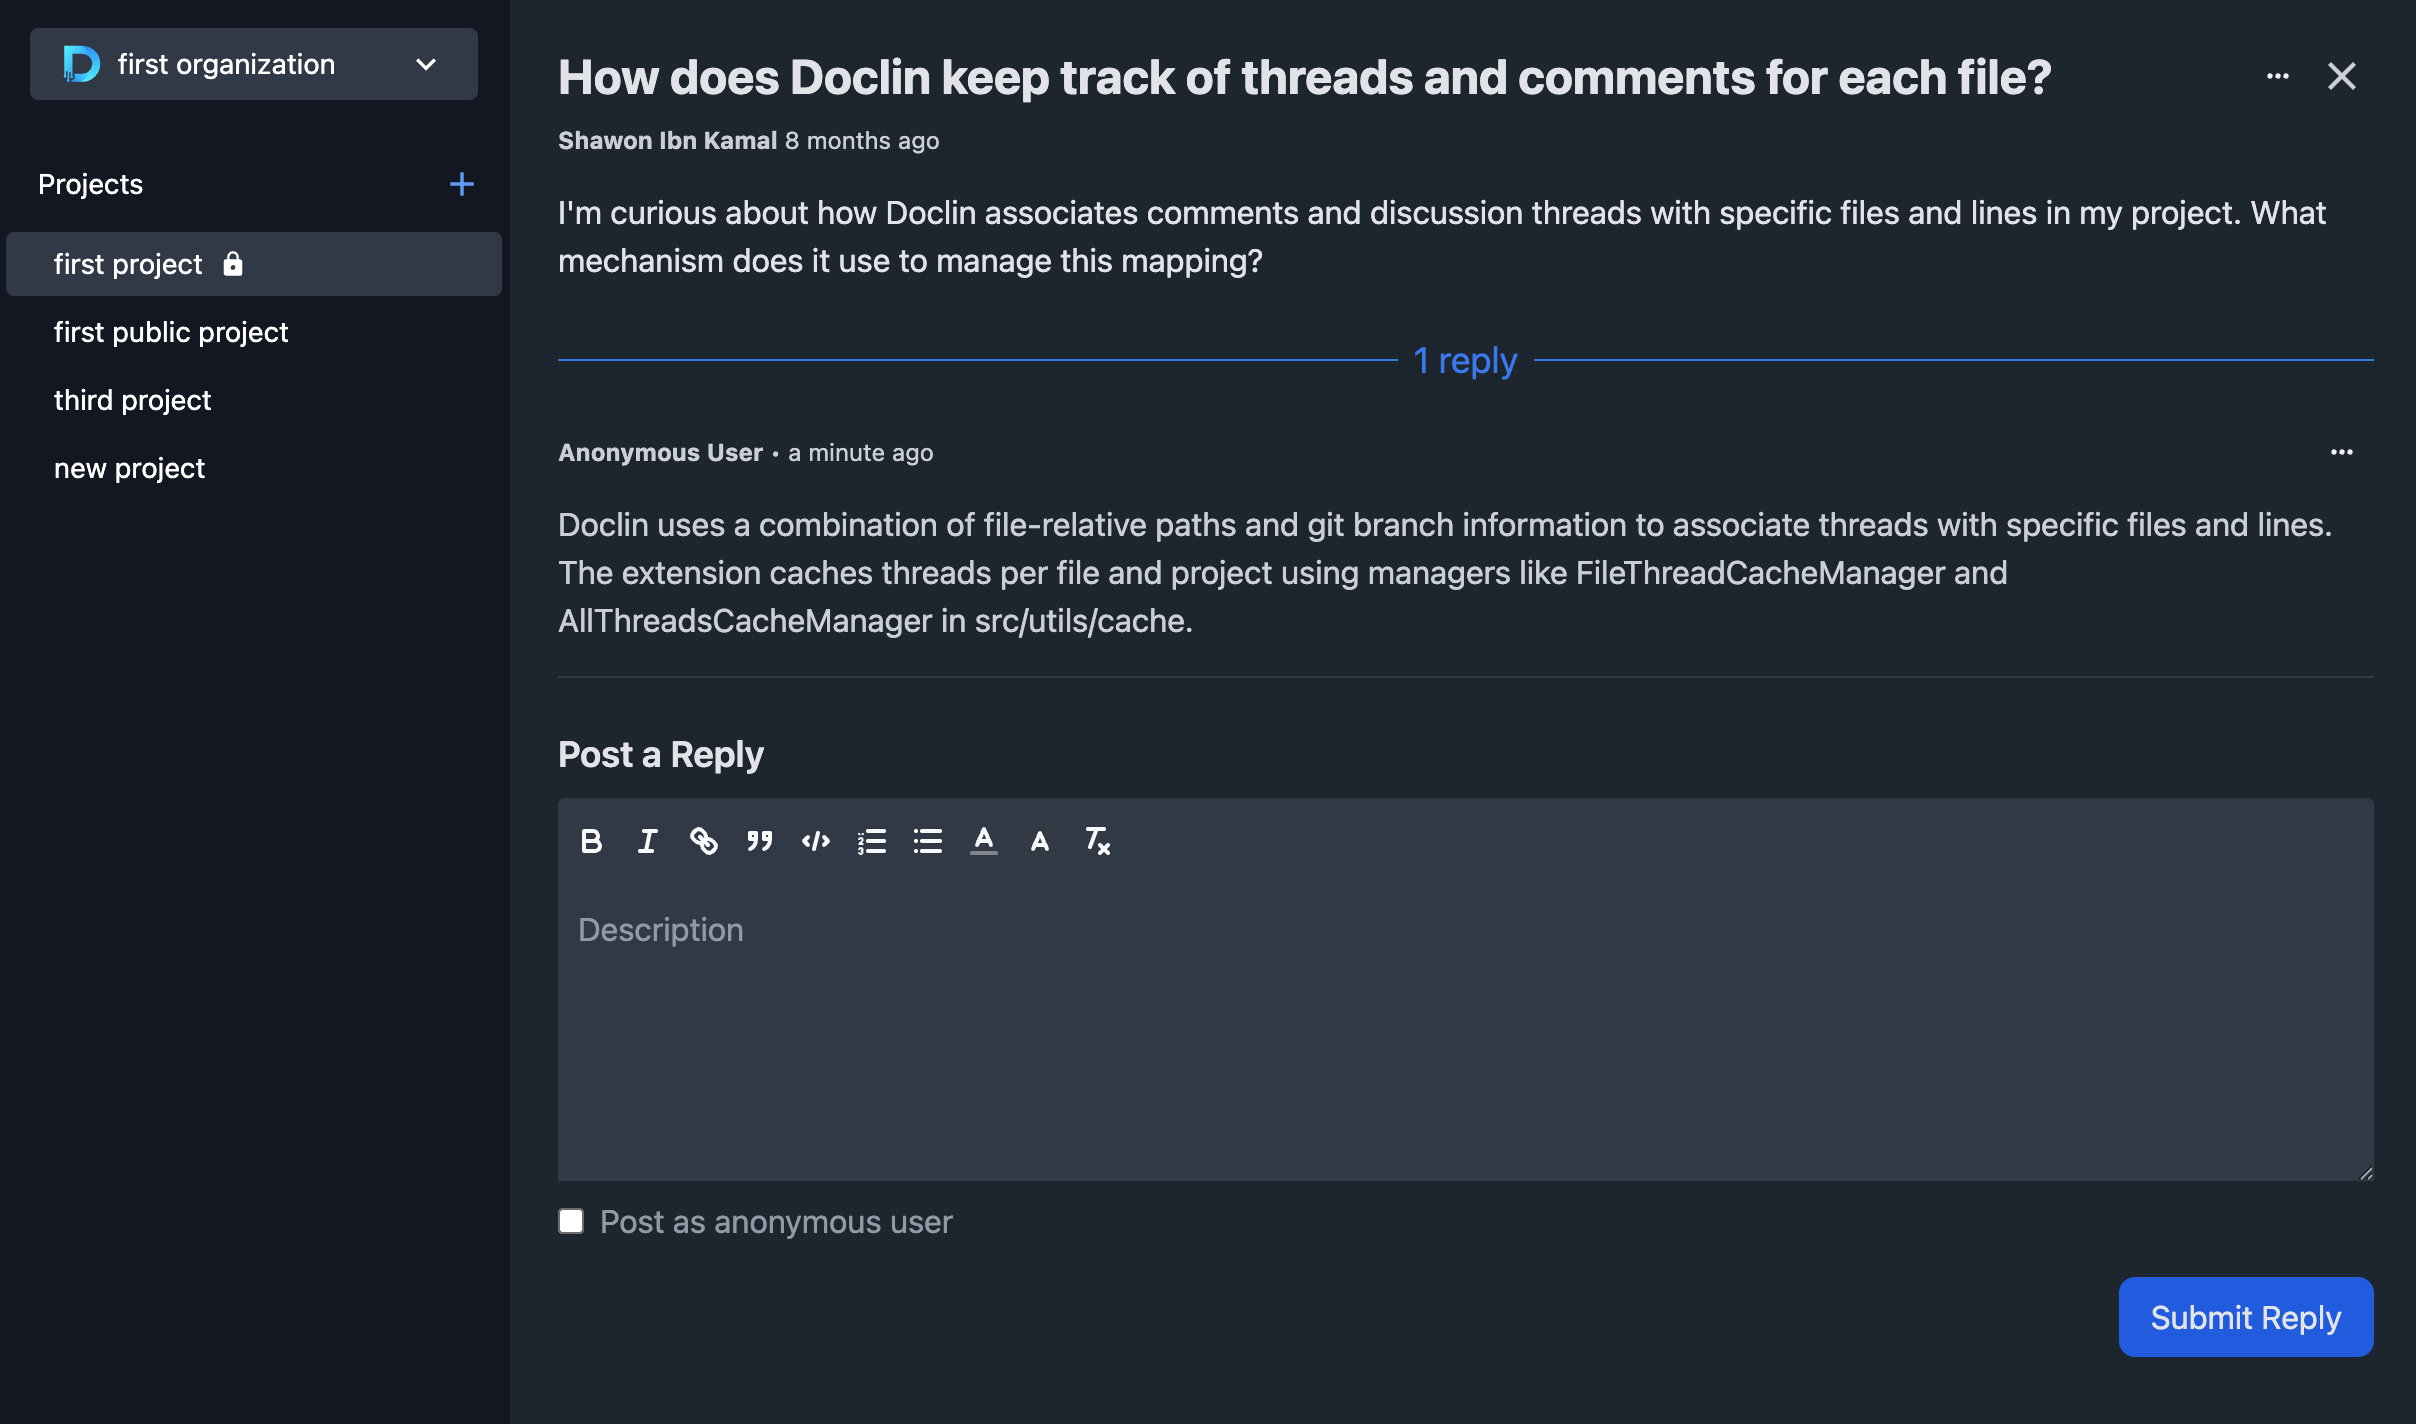 first organization
Projects
first project
first public project
third project
new project
How does Doclin keep track of threads and comments for each file?
Shawon Ibn Kamal 8 months ago
I'm curious about how Doclin associates comments and discussion threads with specific files and lines in my project. What
mechanism does it use to manage this mapping?
1 reply
Anonymous User • a minute ago
Doclin uses a combination of file-relative paths and git branch information to associate threads with specific files and lines.
The extension caches threads per file and project using managers like FileThreadCacheManager and
AllThreadsCacheManager in src/utils/cache.
Post a Reply
Description
Post as anonymous user
Submit Reply